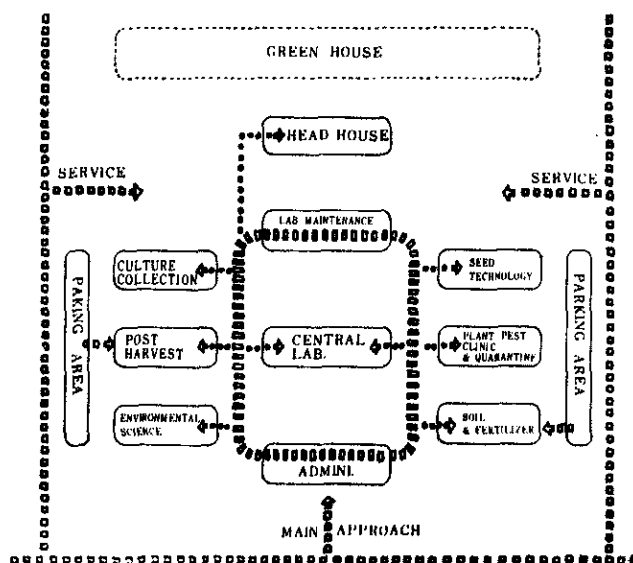 GREEN HOUSE
HEAD HOUSE
SERVICE
SERVICE
LAB MAINTENANCE
CULTURE
COLLECTION
SEED
TECHNOLOGY
PAKING AREA
POST
HARVEST
CENTRAL
LAB.
PLANT PEST
CLINIC
& QUARANTINE
PARKING AREA
ENVIRONMENTAL
SCIENCE
SOIL
& FERTILIZER
ADMINI.
MAIN APPROACH